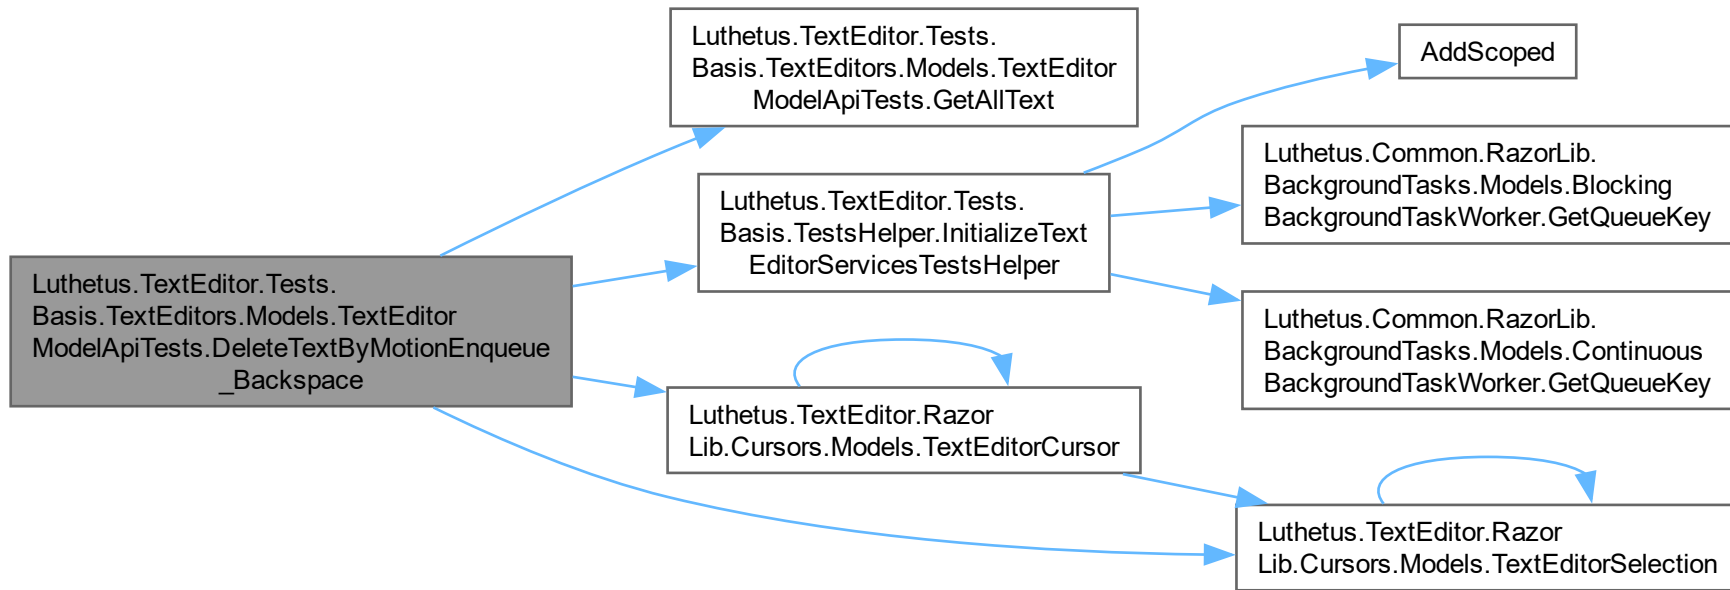 Luthetus.TextEditor.Tests.
Basis.TextEditors.Models.TextEditor
ModelApiTests.DeleteTextByMotionEnqueue
_Backspace
Luthetus.TextEditor.Tests.
Basis.TextEditors.Models.TextEditor
ModelApiTests.GetAllText
Luthetus.TextEditor.Tests.
Basis.TestsHelper.InitializeText
EditorServicesTestsHelper
AddScoped
Luthetus.Common.RazorLib.
BackgroundTasks.Models.Blocking
BackgroundTaskWorker.GetQueueKey
Luthetus.Common.RazorLib.
BackgroundTasks.Models.Continuous
BackgroundTaskWorker.GetQueueKey
Luthetus.TextEditor.Razor
Lib.Cursors.Models.TextEditorCursor
Luthetus.TextEditor.Razor
Lib.Cursors.Models.TextEditorSelection